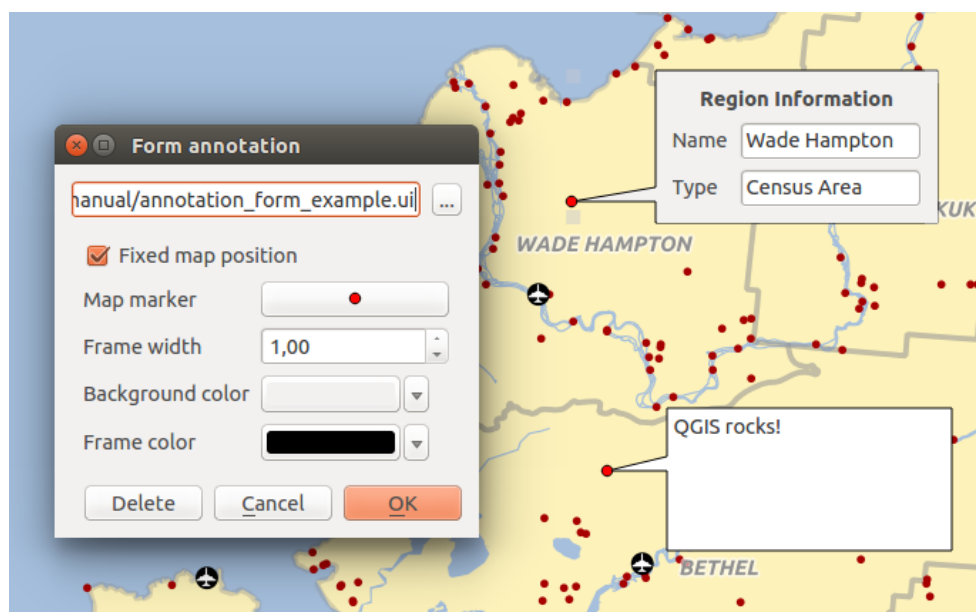 Form annotation
nanual/annotation_form_example.ui
...
Fixed map position
Map marker
Frame width
1,00
Background color
Frame color
Delete
Cancel
OK
Region Information
Name
Wade Hampton
Type
Census Area
KUK
WADE HAMPTON
QGIS rocks!
BETHEL